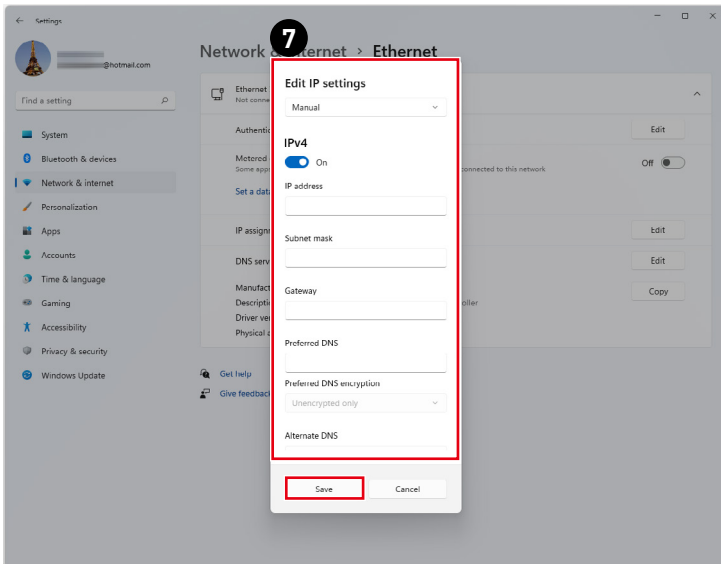 Settings
@hotmail.com
Find a setting
System
Bluetooth & devices
Network & internet
Personalization
Apps
Accounts
Time & language
Gaming
Accessibility
Privacy & security
Windows Update
Network & internet > Ethernet
7
Ethernet
Not conne
Authentic
Edit
Metered
Some app
connected to this network
Off
Set a data
IP assign
Edit
DNS serv
Edit
Manufact
Copy
Descripti
oller
Driver ve
Physical a
Get help
Give feedbac
Edit IP settings
Manual
IPv4
On
IP address
Subnet mask
Gateway
Preferred DNS
Preferred DNS encryption
Unencrypted only
Alternate DNS
Save
Cancel